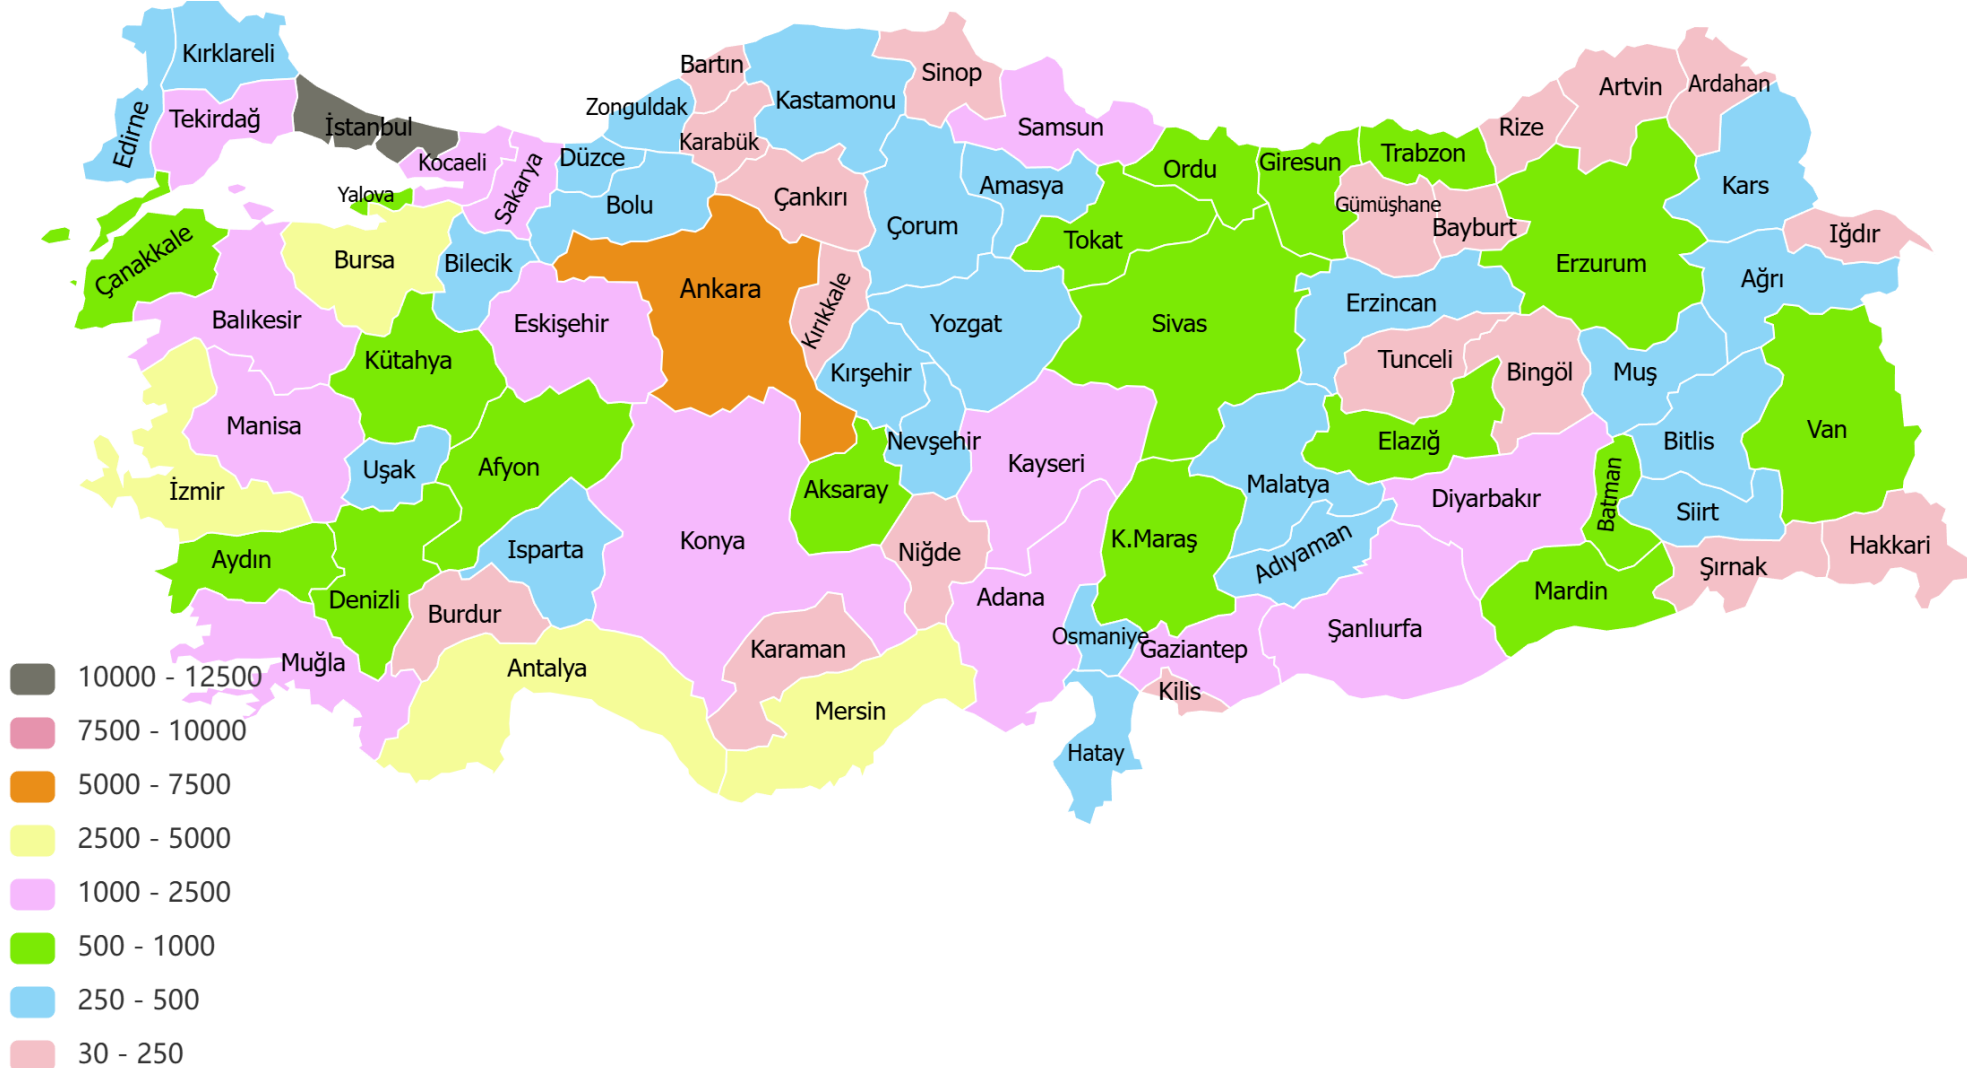 Kırklareli
Edirne
Tekirdağ
İstanbul
Kocaeli
Yalova
Sakarya
Düzce
Zonguldak
Bartın
Karabük
Kastamonu
Sinop
Samsun
Bolu
Çankırı
Çorum
Amasya
Tokat
Ordu
Giresun
Trabzon
Gümüşhane
Bayburt
Rize
Artvin
Ardahan
Kars
Iğdır
Ağrı
Erzurum
Erzincan
Çanakkale
Balıkesir
Bursa
Bilecik
Eskişehir
Kütahya
Ankara
Kırıkkale
Kırşehir
Yozgat
Sivas
Tunceli
Bingöl
Muş
Bitlis
Van
Manisa
İzmir
Uşak
Afyon
Aksaray
Nevşehir
Kayseri
Malatya
Elazığ
Diyarbakır
Batman
Siirt
Hakkari
Şırnak
Mardin
Şanlıurfa
Adıyaman
K.Maraş
Gaziantep
Kilis
Osmaniye
Hatay
Adana
Niğde
Konya
Karaman
Mersin
Antalya
Isparta
Burdur
Denizli
Aydın
Muğla
10000 - 12500
7500 - 10000
5000 - 7500
2500 - 5000
1000 - 2500
500 - 1000
250 - 500
30 - 250